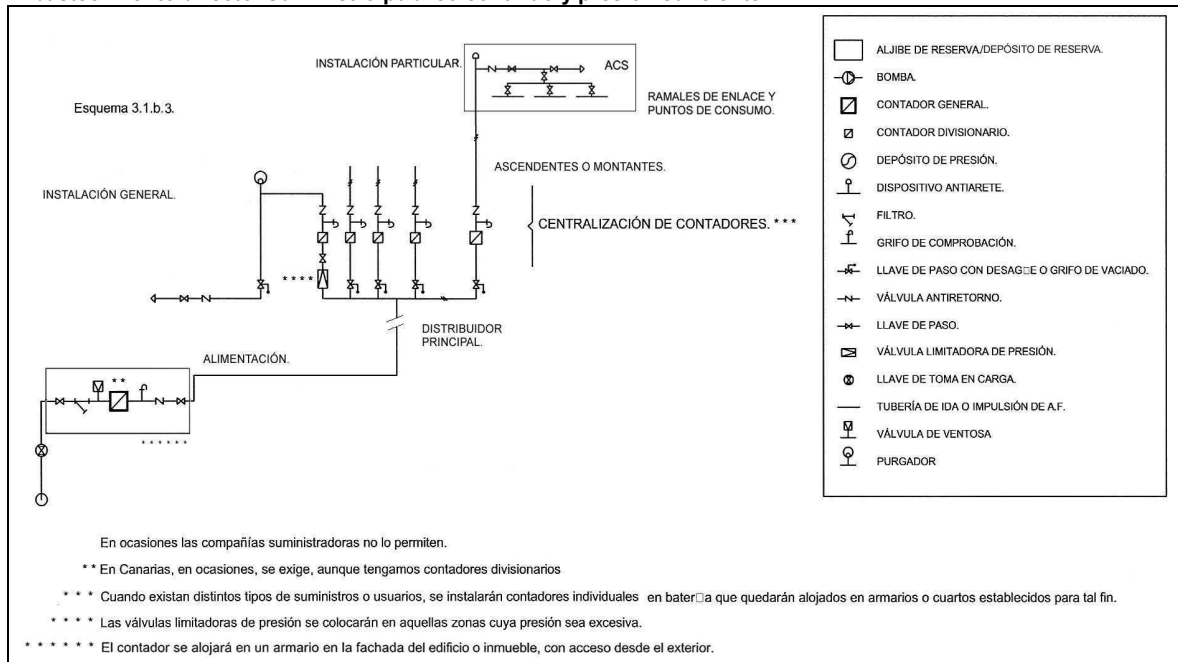 INSTALACIÓN PARTICULAR.
ACS
RAMALES DE ENLACE Y
PUNTOS DE CONSUMO.
Esquema 3.1.b.3.
ASCENDENTES O MONTANTES.
INSTALACIÓN GENERAL.
CENTRALIZACIÓN DE CONTADORES. * * *
* * * *
DISTRIBUIDOR
PRINCIPAL.
ALIMENTACIÓN.
* *
* * * * * *
ALJIBE DE RESERVA/DEPÓSITO DE RESERVA.
BOMBA.
CONTADOR GENERAL.
CONTADOR DIVISIONARIO.
DEPÓSITO DE PRESIÓN.
DISPOSITIVO ANTIARETE.
FILTRO.
GRIFO DE COMPROBACIÓN.
LLAVE DE PASO CON DESAG□E O GRIFO DE VACIADO.
VÁLVULA ANTIRETORNO.
LLAVE DE PASO.
VÁLVULA LIMITADORA DE PRESIÓN.
LLAVE DE TOMA EN CARGA.
TUBERÍA DE IDA O IMPULSIÓN DE A.F.
VÁLVULA DE VENTOSA
PURGADOR
En ocasiones las compañías suministradoras no lo permiten.
* * En Canarias, en ocasiones, se exige, aunque tengamos contadores divisionarios
* * * Cuando existan distintos tipos de suministros o usuarios, se instalarán contadores individuales en bater□a que quedarán alojados en armarios o cuartos establecidos para tal fin.
* * * * Las válvulas limitadoras de presión se colocarán en aquellas zonas cuya presión sea excesiva.
* * * * * * El contador se alojará en un armario en la fachada del edificio o inmueble, con acceso desde el exterior.